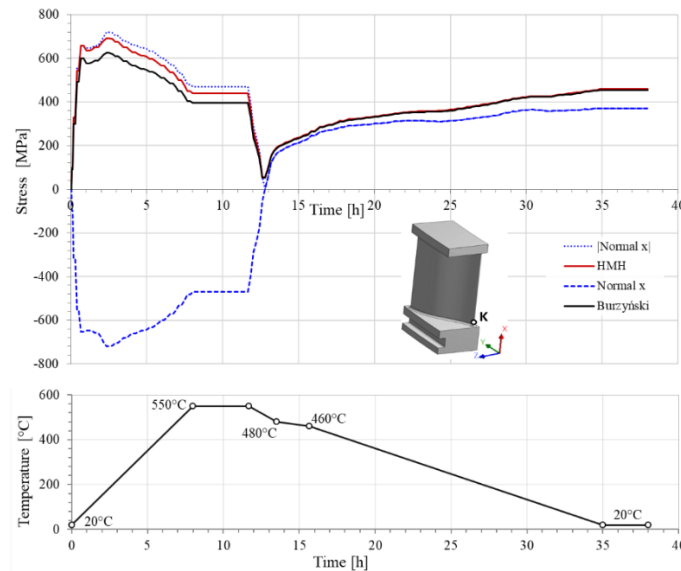 800
600
400
200
0
-200
-400
-600
-800
Stress [MPa]
0 5 10 15 20 25 30 35 40
Time [h]
K
X
Y
Z
|Normal x|
HMH
Normal x
Burzyński
600
400
200
0
Temperature [°C]
550°C
480°C
460°C
20°C
20°C
0 5 10 15 20 25 30 35 40
Time [h]